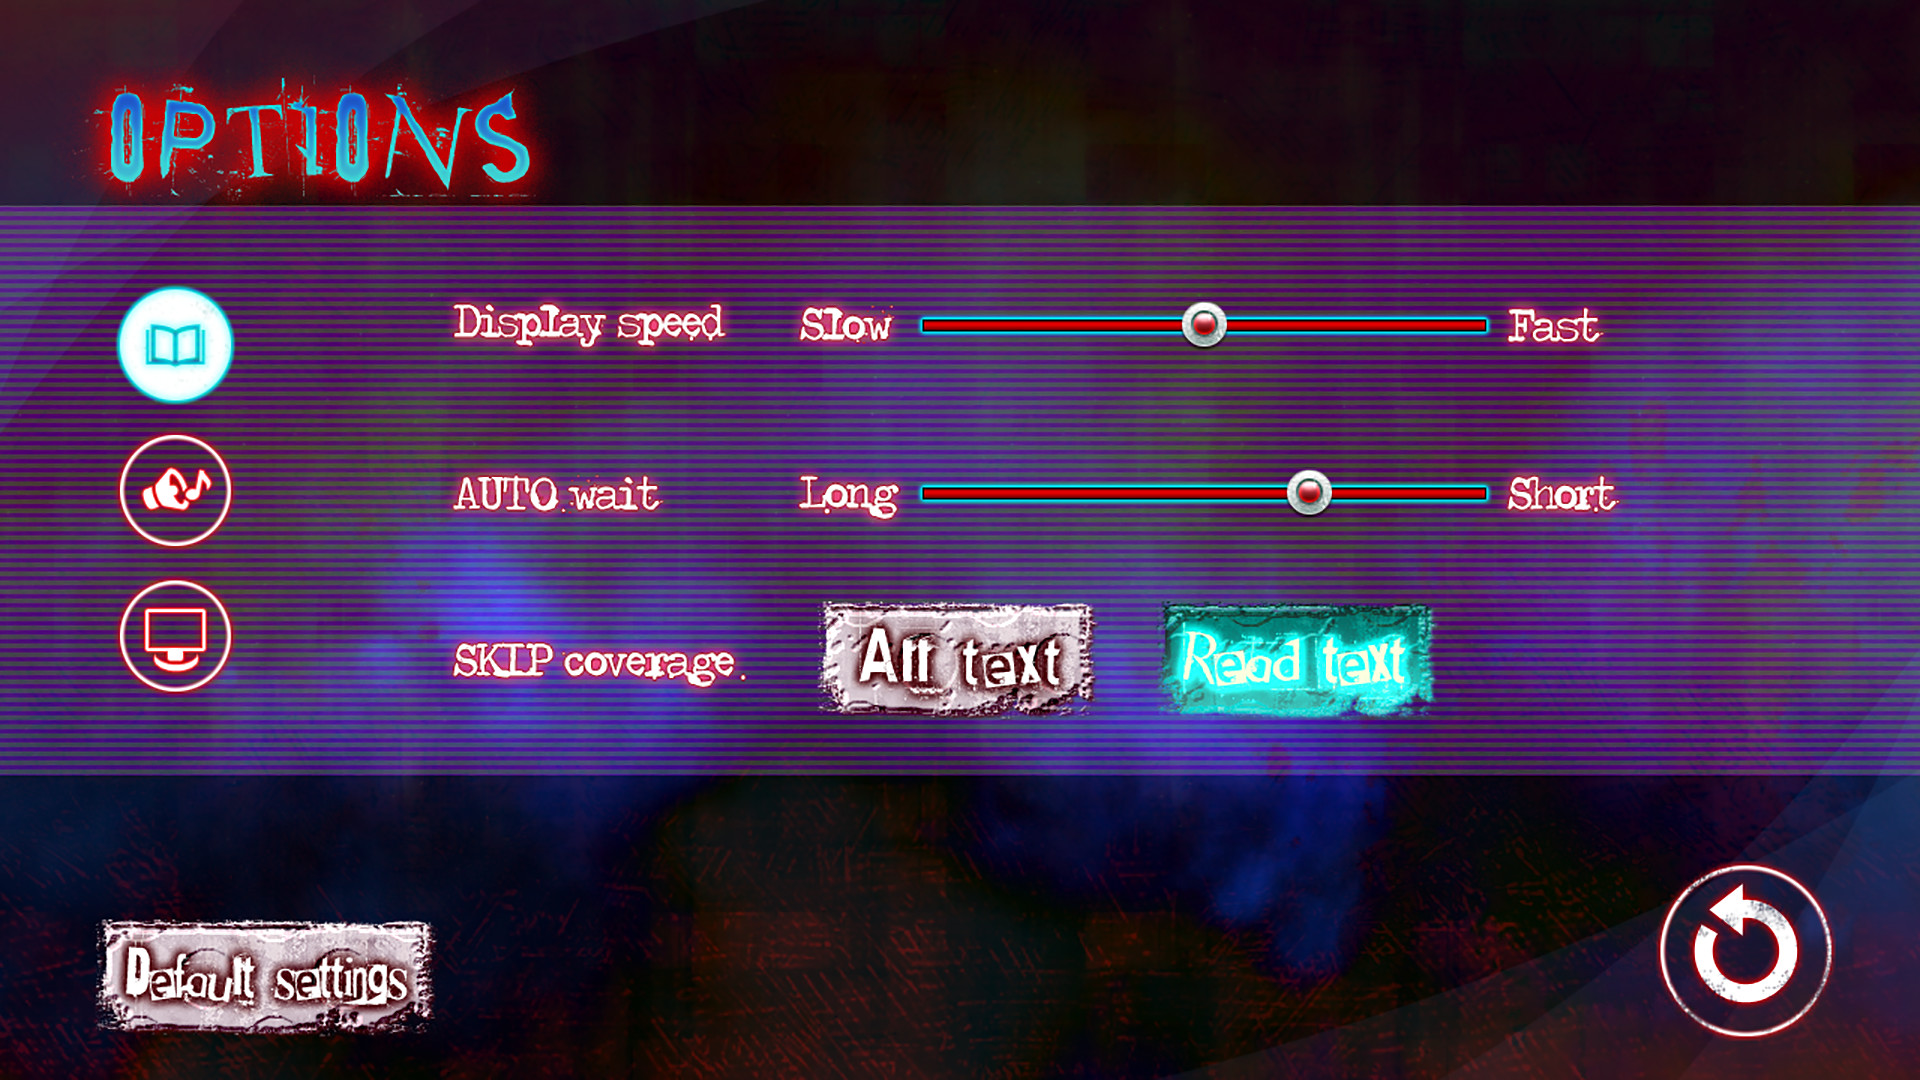 OPTIONS
Display speed
Slow
Fast
AUTO wait
Long
Short
SKIP coverage
All text
Read text
Default settings